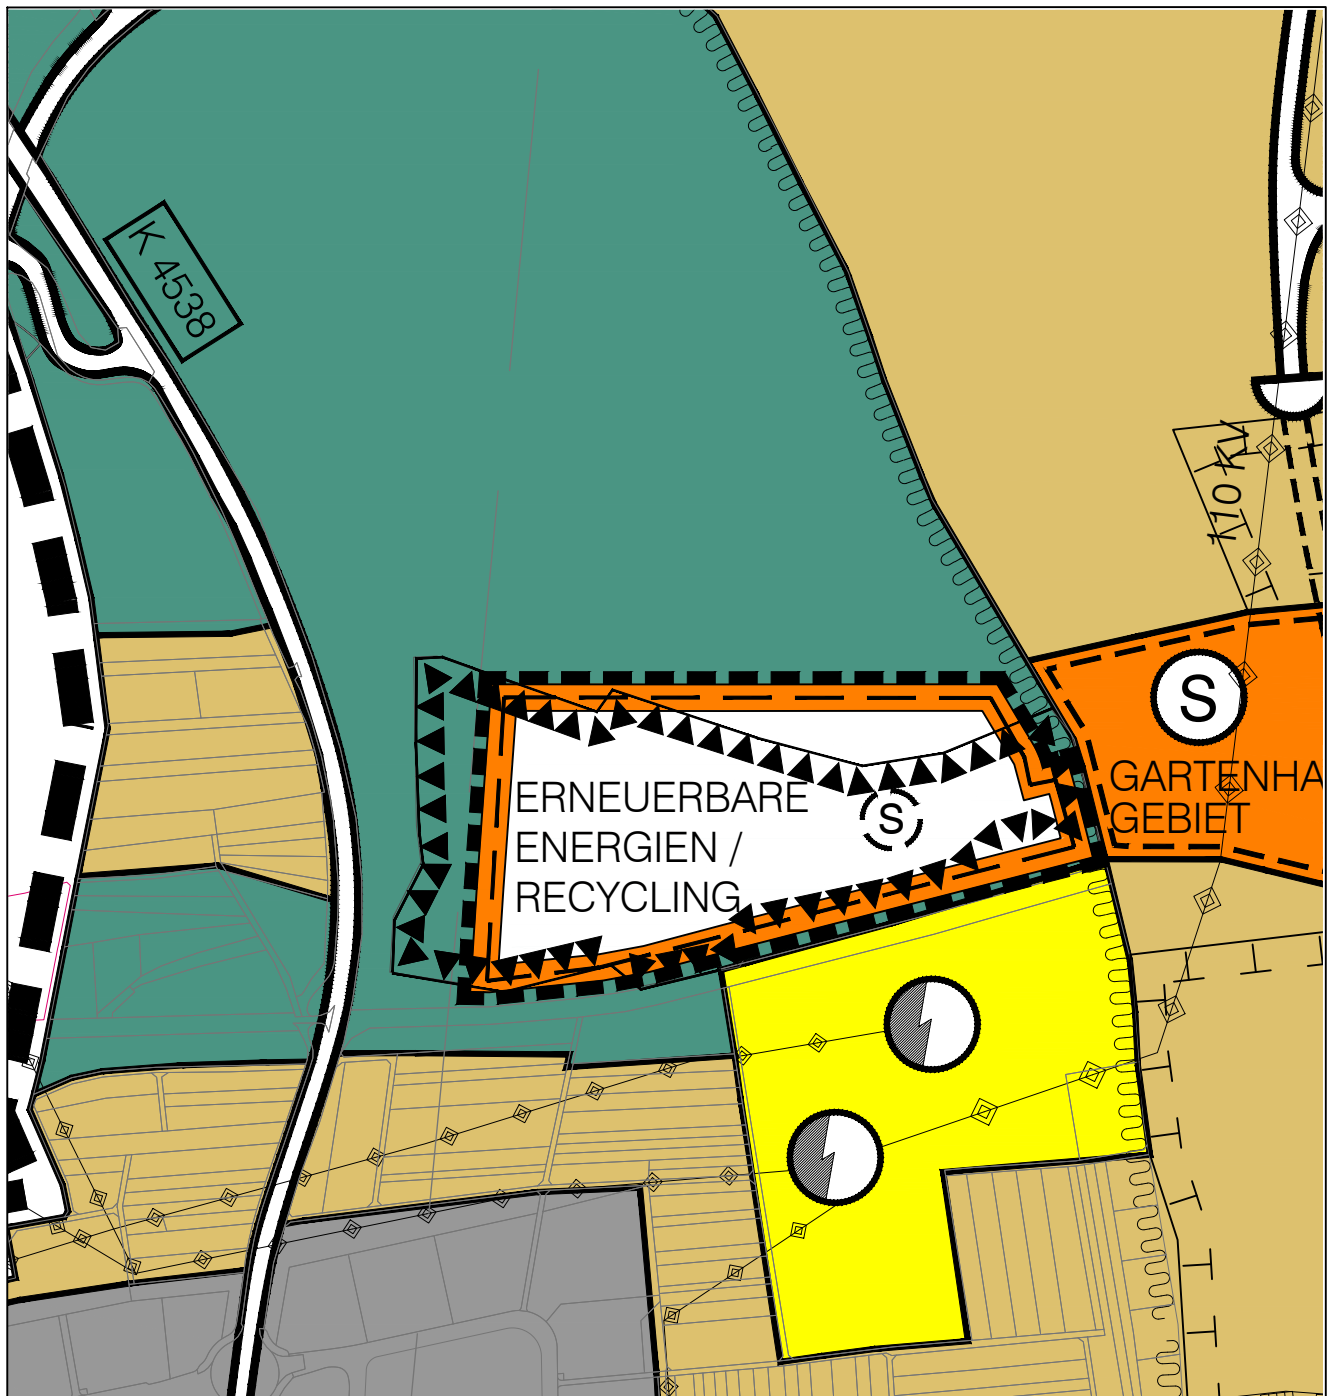 K 4538
110 KV
S
GARTENHA
GEBIET
ERNEUERBARE
ENERGIEN /
RECYCLING
S